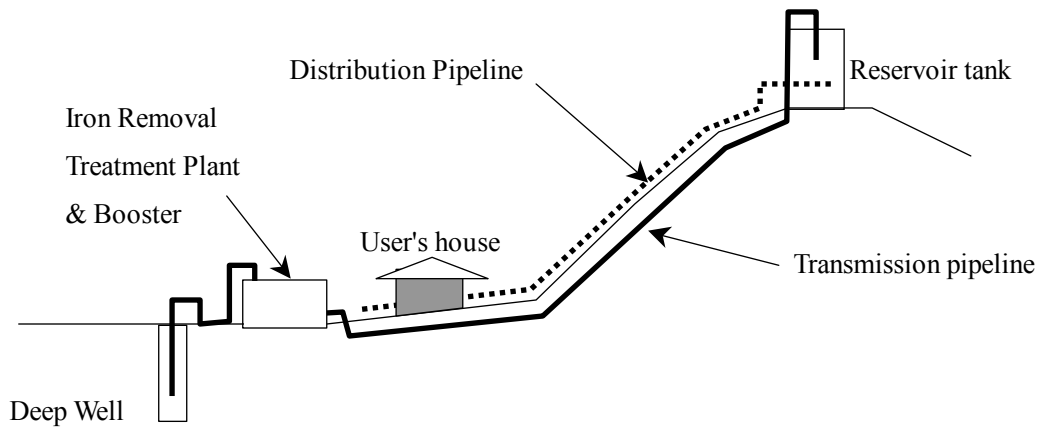 Distribution Pipeline
Reservoir tank
Iron Removal
Treatment Plant
& Booster
User's house
Transmission pipeline
Deep Well